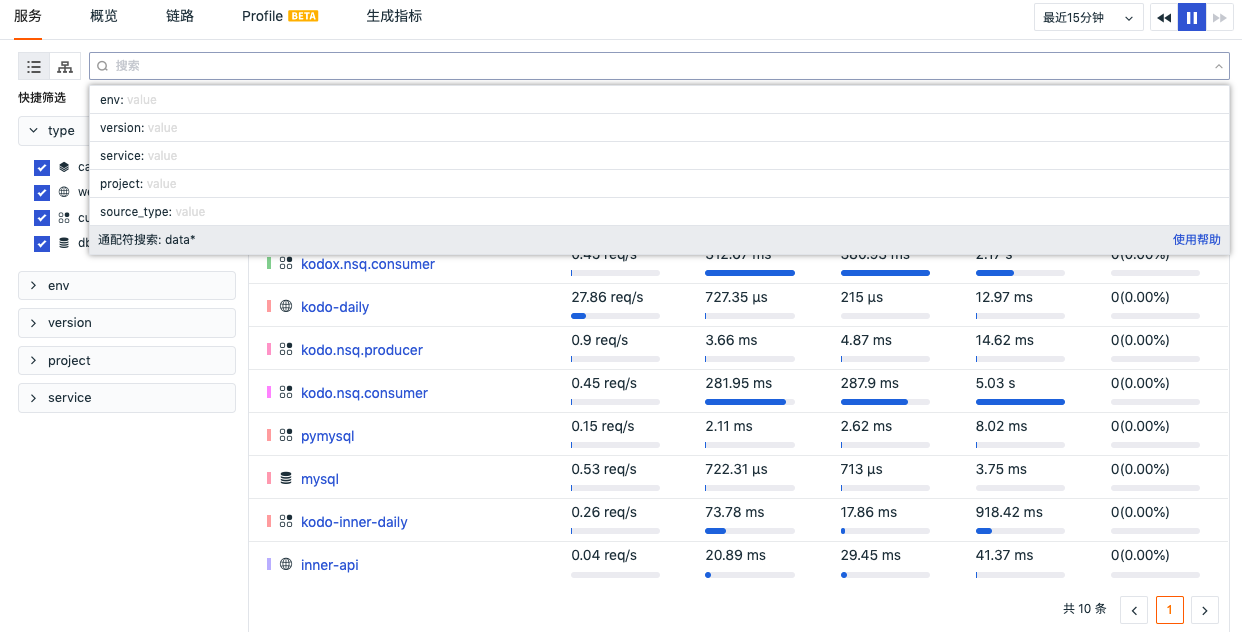 服务 概览 链路 Profile BETA 生成指标 最近15分钟
搜索
快捷筛选
env: value
version: value
type
service: value
project: value
source_type: value
通配符搜索: data* 使用帮助
kodox.nsq.consumer
env
kodo-daily 27.86 req/s 727.35 µs 215 µs 12.97 ms 0(0.00%)
version
kodo.nsq.producer 0.9 req/s 3.66 ms 4.87 ms 14.62 ms 0(0.00%)
project
kodo.nsq.consumer 0.45 req/s 281.95 ms 287.9 ms 5.03 s 0(0.00%)
service
pymysql 0.15 req/s 2.11 ms 2.62 ms 8.02 ms 0(0.00%)
mysql 0.53 req/s 722.31 µs 713 µs 3.75 ms 0(0.00%)
kodo-inner-daily 0.26 req/s 73.78 ms 17.86 ms 918.42 ms 0(0.00%)
inner-api 0.04 req/s 20.89 ms 29.45 ms 41.37 ms 0(0.00%)
共 10 条 1